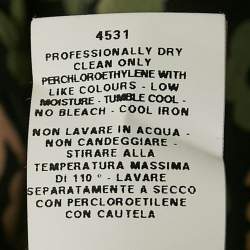 4531
PROFESSIONALLY DRY
CLEAN ONLY
PERCHLOROETHYLENE WITH
LIKE COLOURS - LOW
MOISTURE - TUMBLE COOL -
NO BLEACH - COOL IRON
NON LAVARE IN ACQUA -
NON CANDEGGIARE -
STIRARE ALLA
TEMPERATURA MASSIMA
DI 110° - LAVARE
SEPARATAMENTE A SECCO
CON PERCLOROETILENE
CON CAUTELA